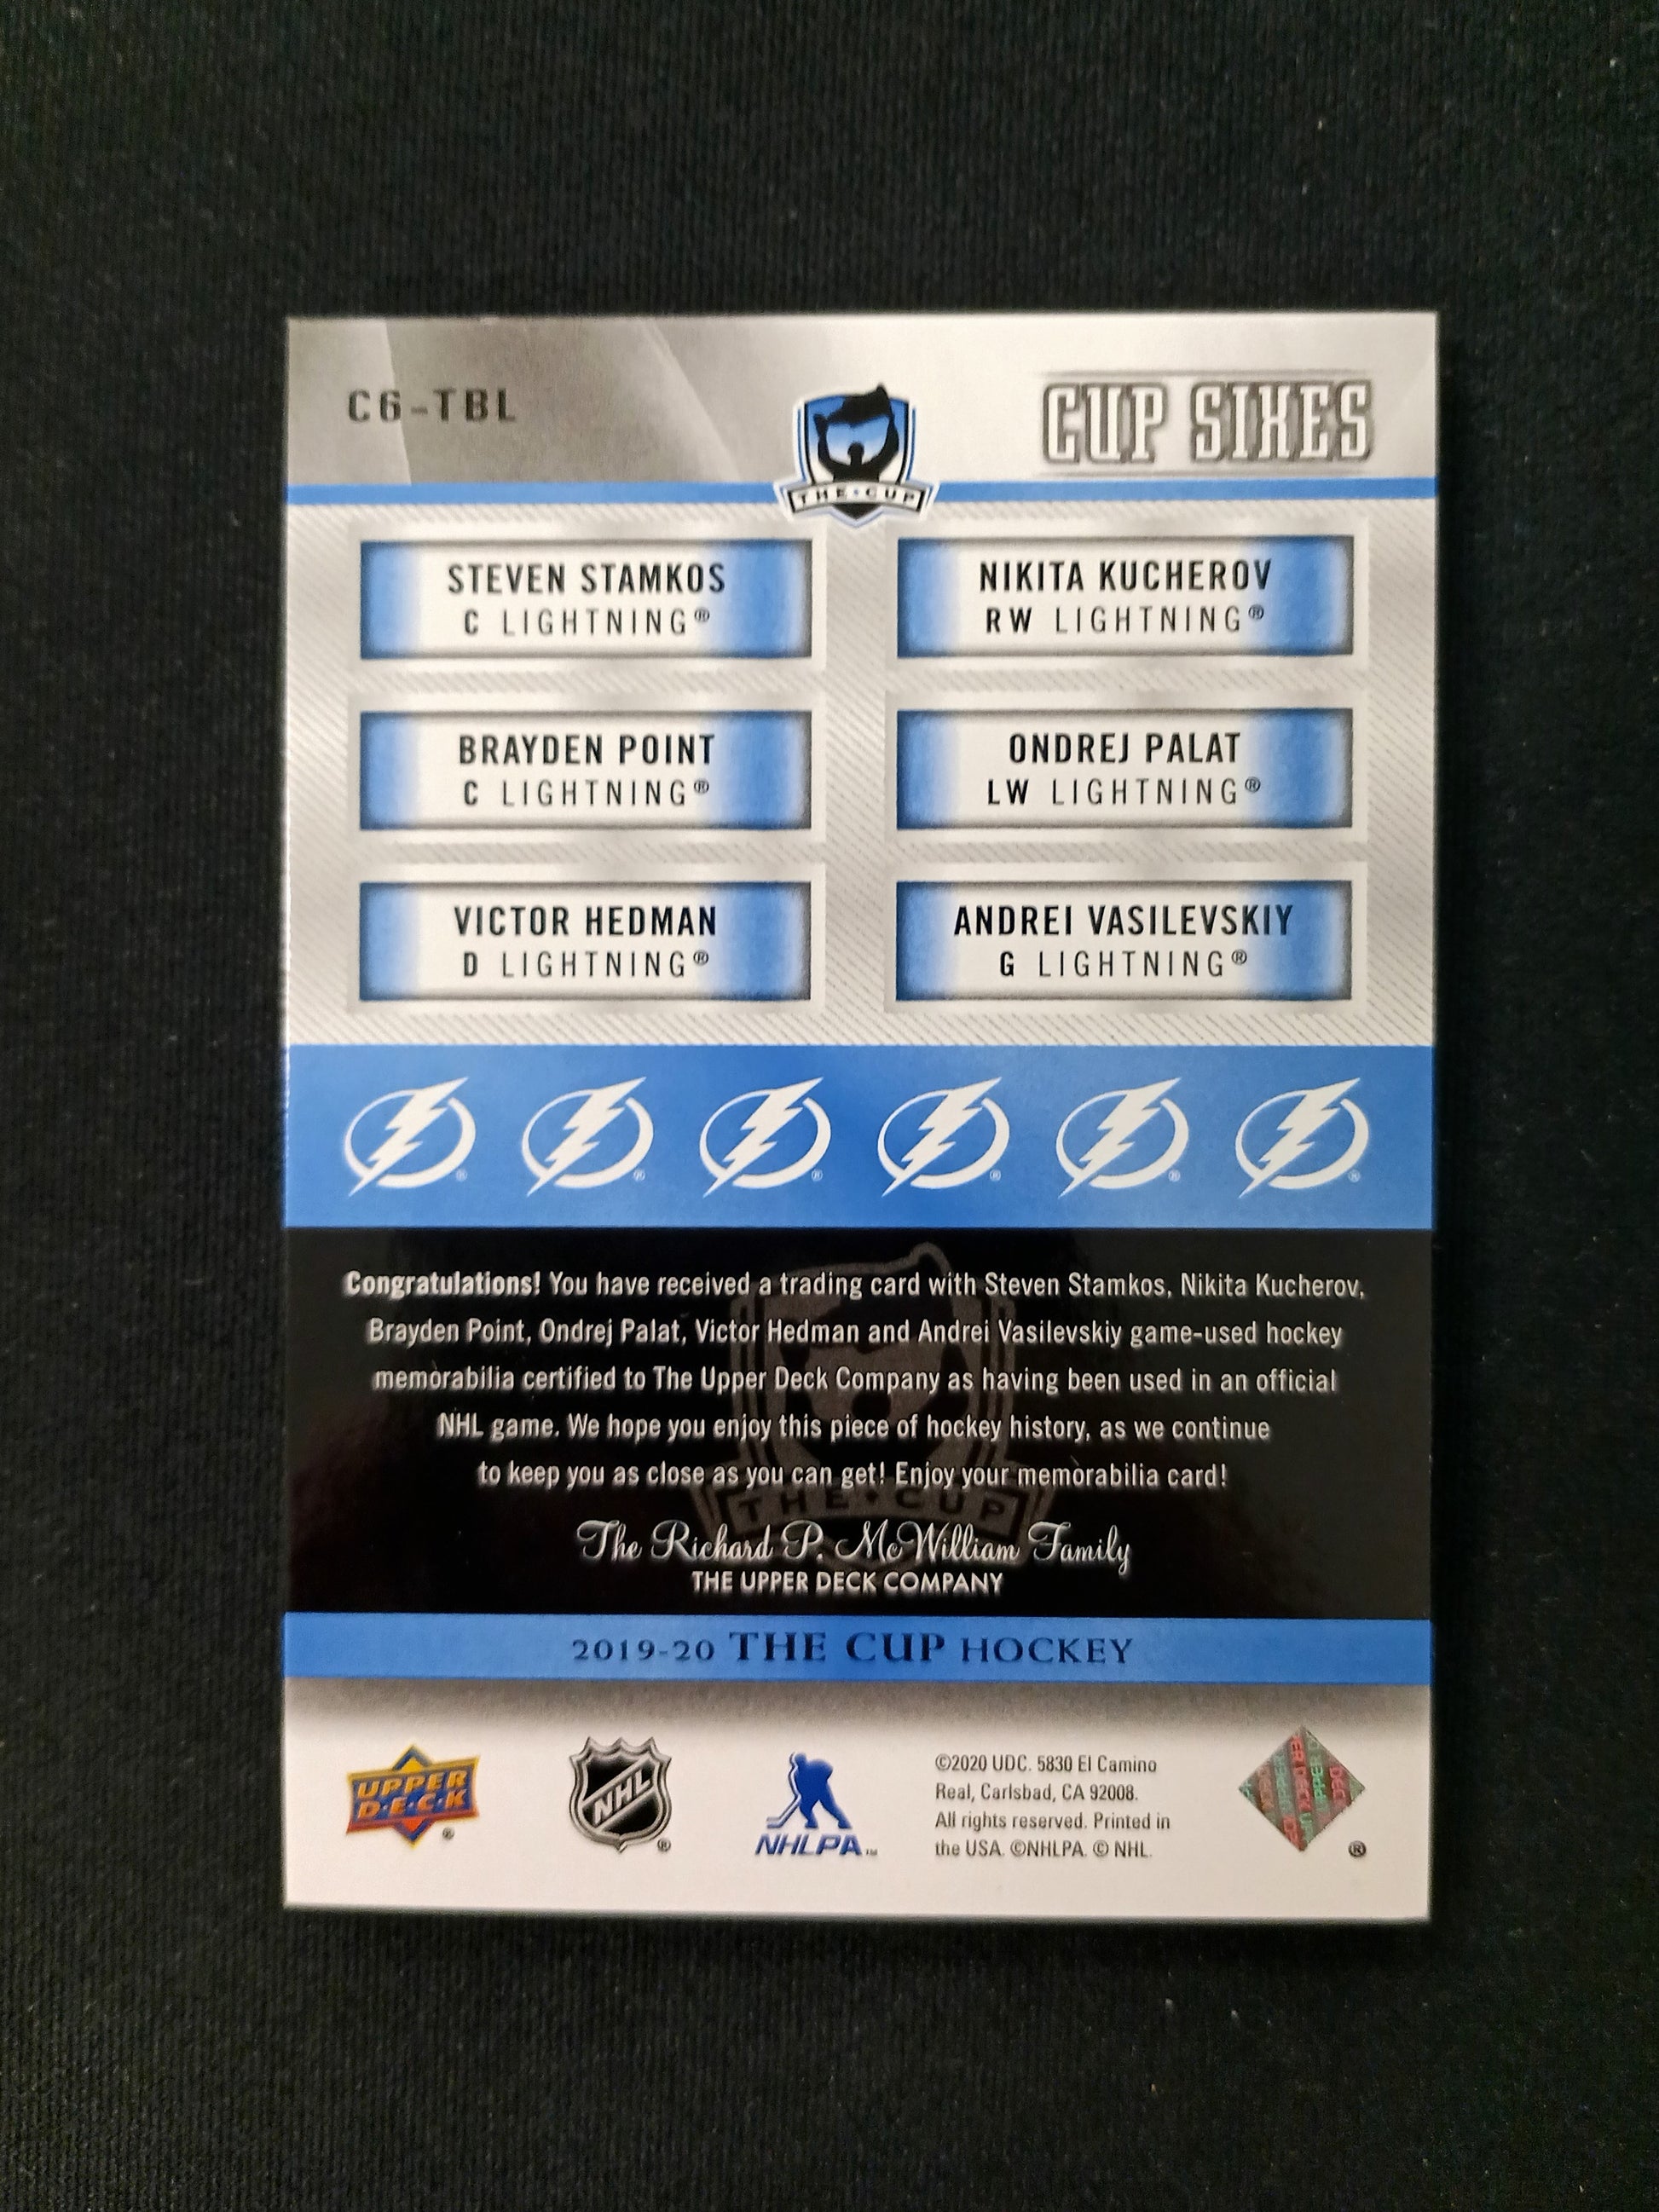 C6-TBL
CUP SIXES
THE CUP
STEVEN STAMKOS
C LIGHTNING®
NIKITA KUCHEROV
RW LIGHTNING®
BRAYDEN POINT
C LIGHTNING®
ONDREJ PALAT
LW LIGHTNING®
VICTOR HEDMAN
D LIGHTNING®
ANDREI VASILEVSKIY
G LIGHTNING®
Congratulations! You have received a trading card with Steven Stamkos, Nikita Kucherov,
Brayden Point, Ondrej Palat, Victor Hedman and Andrei Vasilevskiy game-used hockey
memorabilia certified to The Upper Deck Company as having been used in an official
NHL game. We hope you enjoy this piece of hockey history, as we continue
to keep you as close as you can get! Enjoy your memorabilia card!
THE CUP
The Richard P. McWilliam Family
THE UPPER DECK COMPANY
2019-20 THE CUP HOCKEY
UPPER
DECK®
NHL®
NHLPA™
©2020 UDC. 5830 El Camino
Real, Carlsbad, CA 92008.
All rights reserved. Printed in
the USA. ©NHLPA. © NHL.